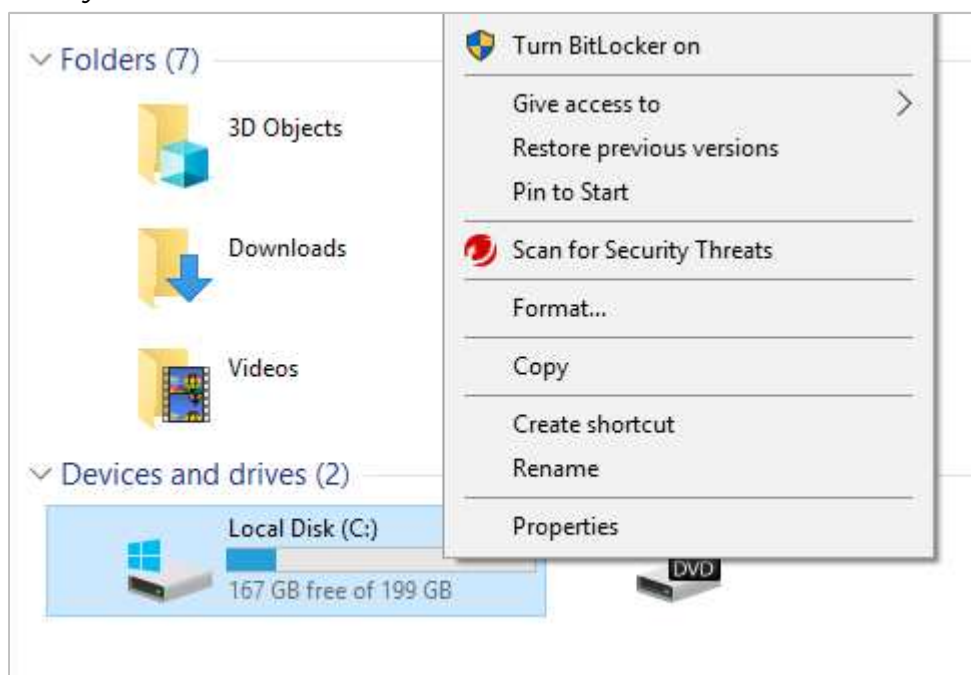 Folders (7)
3D Objects
Downloads
Videos
Devices and drives (2)
Local Disk (C:)
167 GB free of 199 GB
DVD
Turn BitLocker on
Give access to
Restore previous versions
Pin to Start
Scan for Security Threats
Format...
Copy
Create shortcut
Rename
Properties